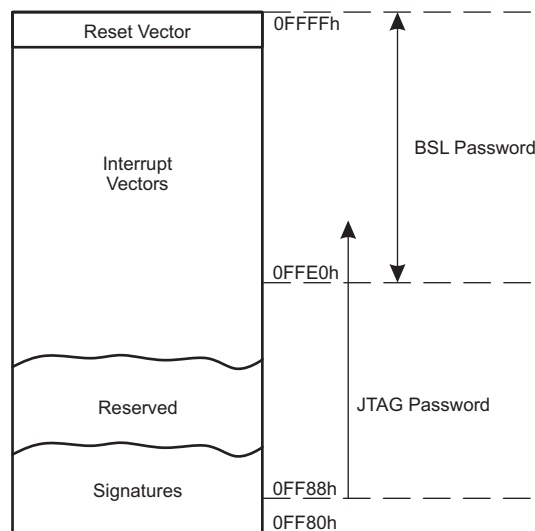 Reset Vector
0FFFFh
BSL Password
Interrupt
Vectors
0FFE0h
Reserved
JTAG Password
Signatures
0FF88h
0FF80h